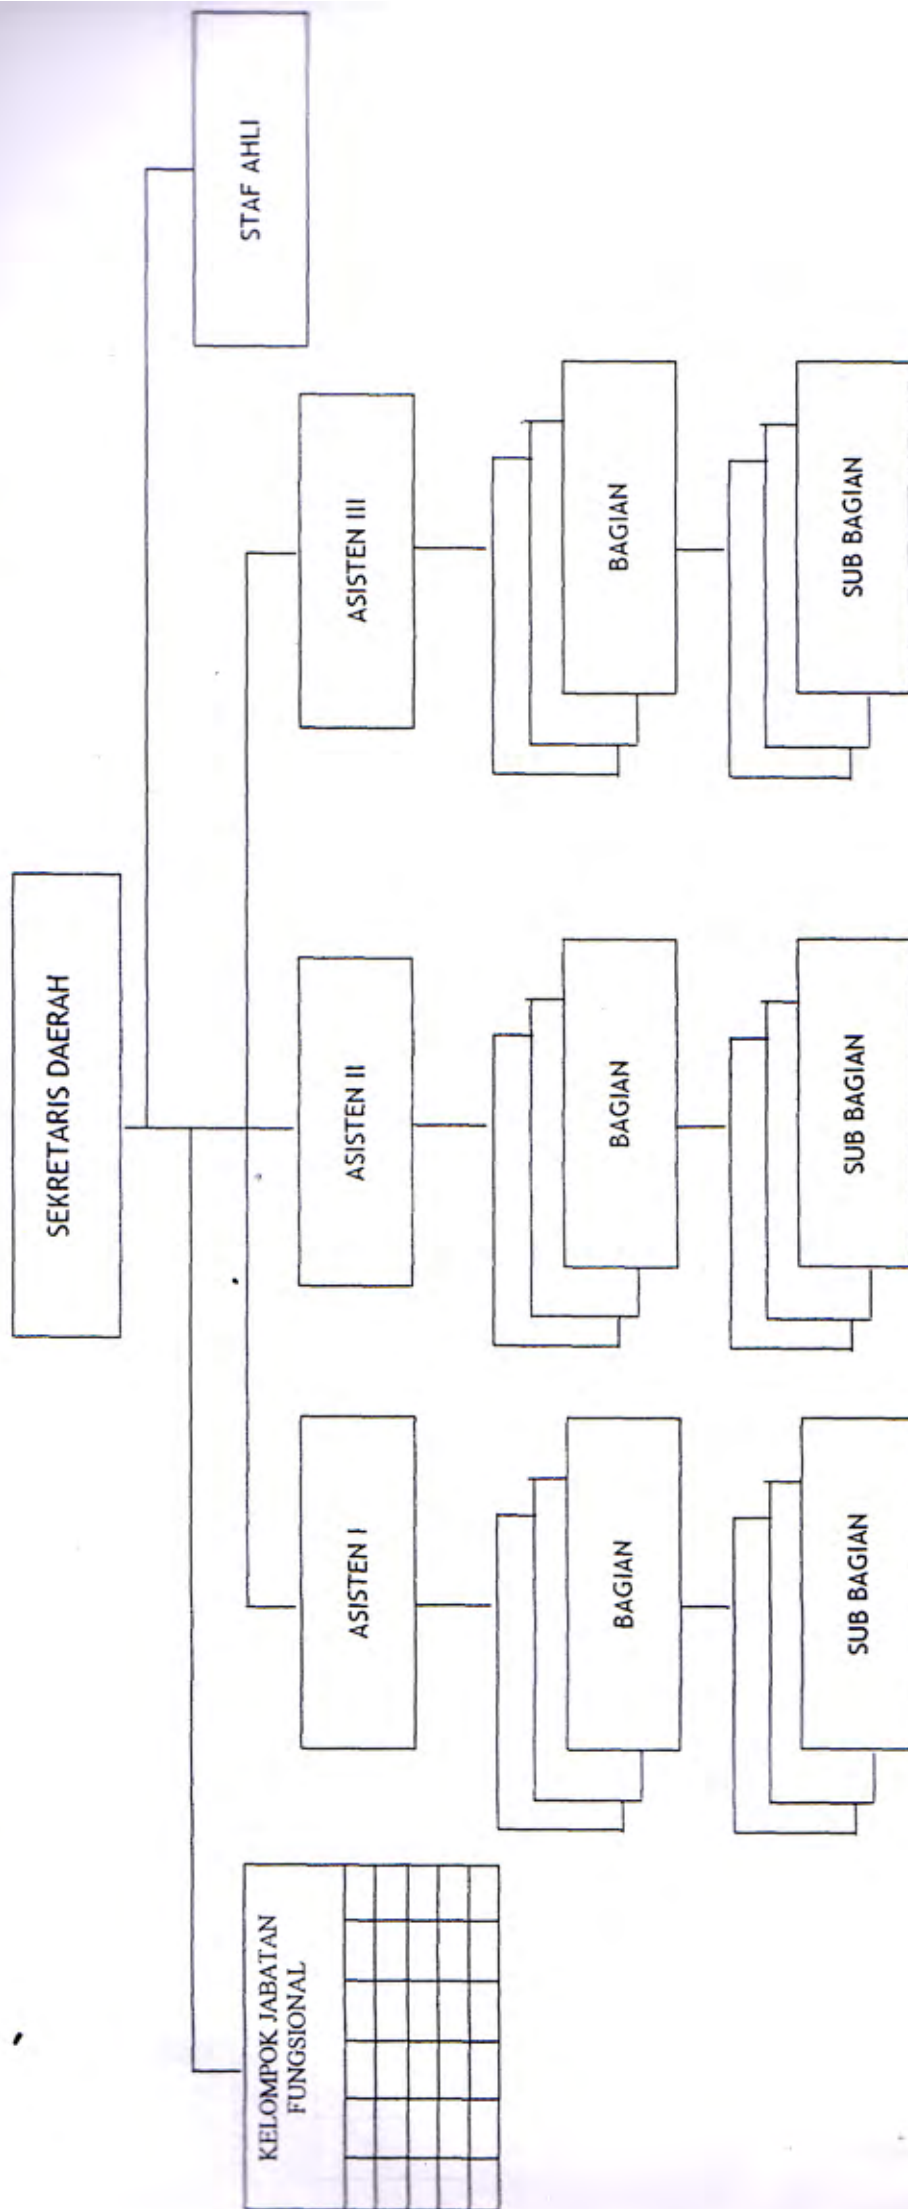 SEKRETARIS DAERAH
STAF AHLI
KELOMPOK JABATAN
FUNGSIONAL
ASISTEN I
ASISTEN II
ASISTEN III
BAGIAN
BAGIAN
BAGIAN
SUB BAGIAN
SUB BAGIAN
SUB BAGIAN